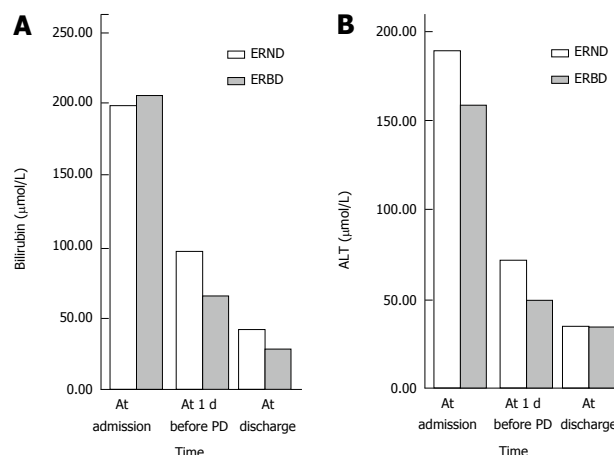 A
250.00
200.00
150.00
100.00
50.00
0.00
Bilirubin (μmol/L)
ERND
ERBD
At admission
At 1 d before PD
At discharge
Time
B
200.00
150.00
100.00
50.00
0.00
ALT (μmol/L)
ERND
ERBD
At admission
At 1 d before PD
At discharge
Time